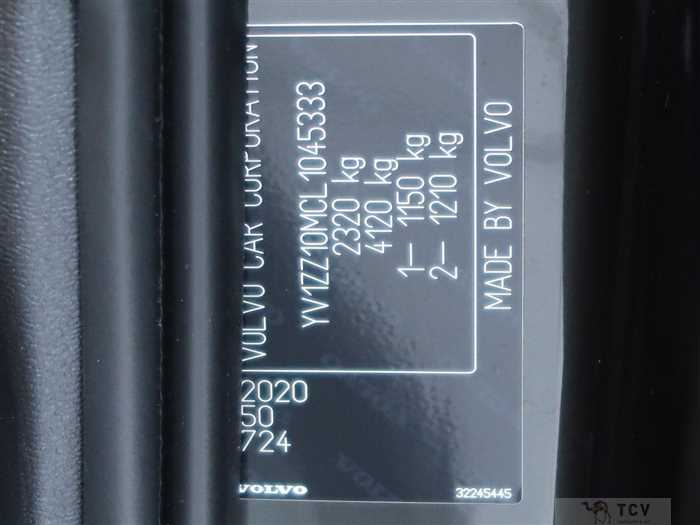 VOLVO CAR CORPORATION
YV1ZZ10MCL1045333
2320 kg
4120 kg
1– 1150 kg
2– 1210 kg
MADE BY VOLVO
2020
50
724
VOLVO
32245445
TCV